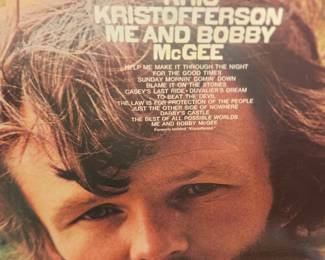 KRISTOFFERSON
ME AND BOBBY
McGEE
HELP ME MAKE IT THROUGH THE NIGHT
FOR THE GOOD TIMES
SUNDAY MORNIN' COMIN' DOWN
BLAME IT ON THE STONES
CASEY'S LAST RIDE · DUVALIER'S DREAM
TO BEAT THE DEVIL
THE LAW IS FOR PROTECTION OF THE PEOPLE
JUST THE OTHER SIDE OF NOWHERE
DARBY'S CASTLE
THE BEST OF ALL POSSIBLE WORLDS
ME AND BOBBY McGEE
Formerly entitled "Kristofferson"